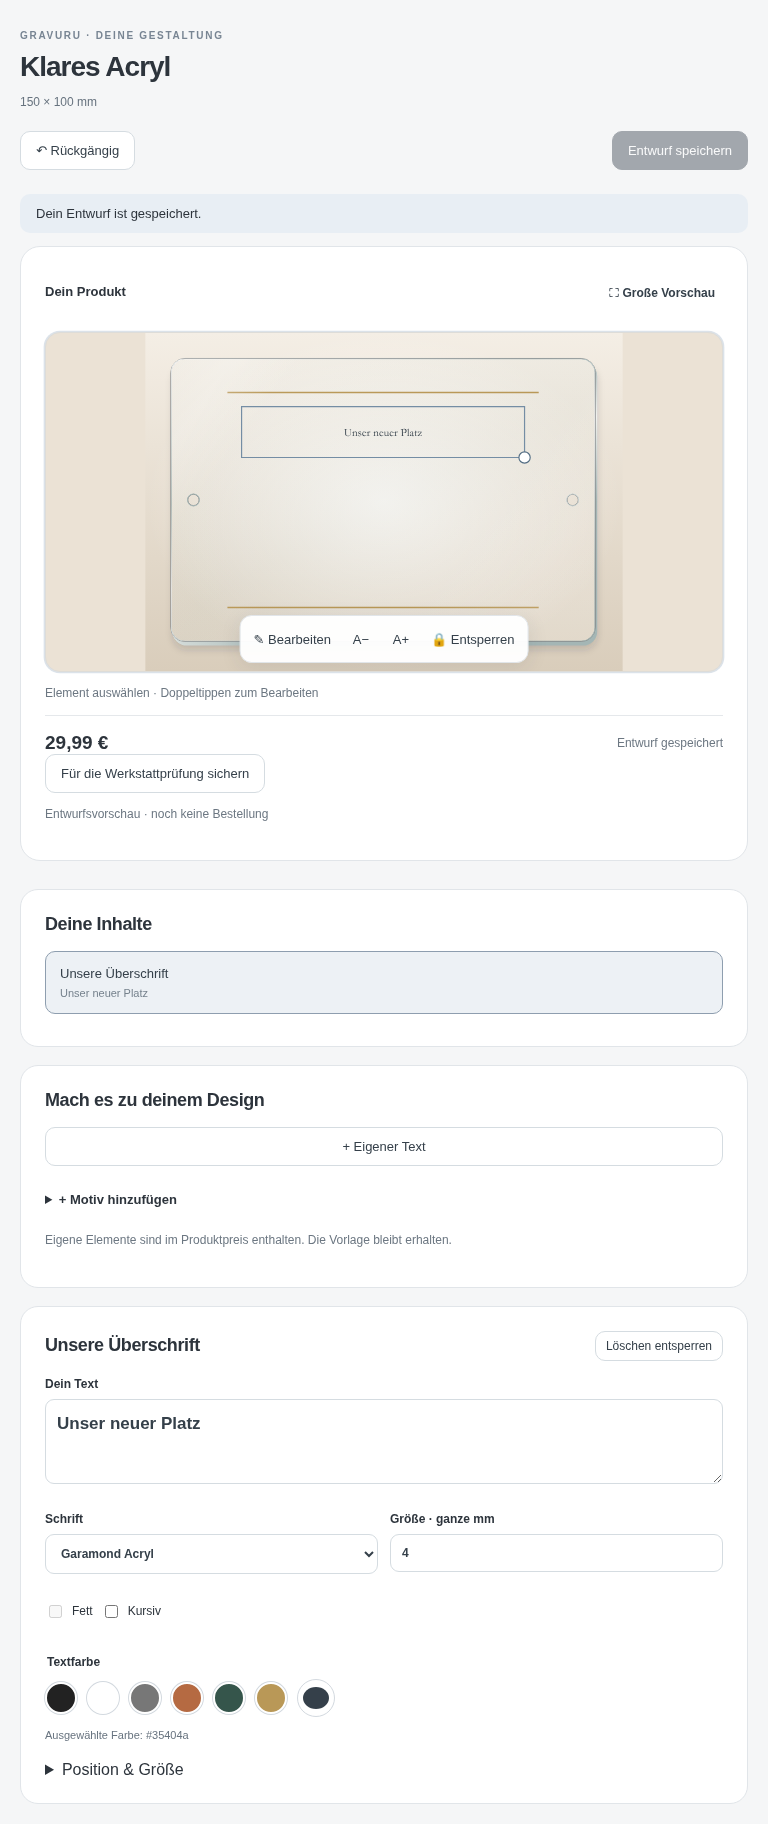 GRAVURU · DEINE GESTALTUNG
Klares Acryl
150 × 100 mm
↶ Rückgängig
Entwurf speichern
Dein Entwurf ist gespeichert.
Dein Produkt
⛶ Große Vorschau
Unser neuer Platz
✎ Bearbeiten A− A+ 🔒 Entsperren
Element auswählen · Doppeltippen zum Bearbeiten
29,99 €
Entwurf gespeichert
Für die Werkstattprüfung sichern
Entwurfsvorschau · noch keine Bestellung
Deine Inhalte
Unsere Überschrift
Unser neuer Platz
Mach es zu deinem Design
+ Eigener Text
+ Motiv hinzufügen
Eigene Elemente sind im Produktpreis enthalten. Die Vorlage bleibt erhalten.
Unsere Überschrift
Löschen entsperren
Dein Text
Unser neuer Platz
Schrift
Größe · ganze mm
Garamond Acryl
4
Fett Kursiv
Textfarbe
Ausgewählte Farbe: #35404a
Position & Größe